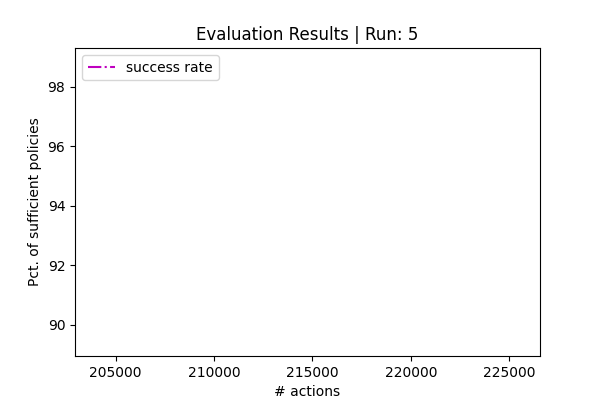 Evaluation Results | Run: 5
success rate
Pct. of sufficient policies
98
96
94
92
90
205000 210000 215000 220000 225000
# actions